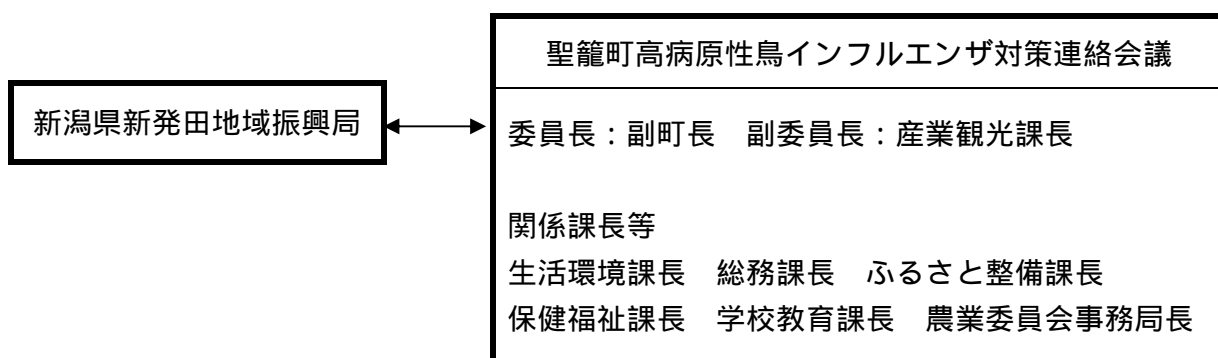 聖籠町高病原性鳥インフルエンザ対策連絡会議
新潟県新発田地域振興局
委員長：副町長　副委員長：産業観光課長
関係課長等
生活環境課長　総務課長　ふるさと整備課長
保健福祉課長　学校教育課長　農業委員会事務局長